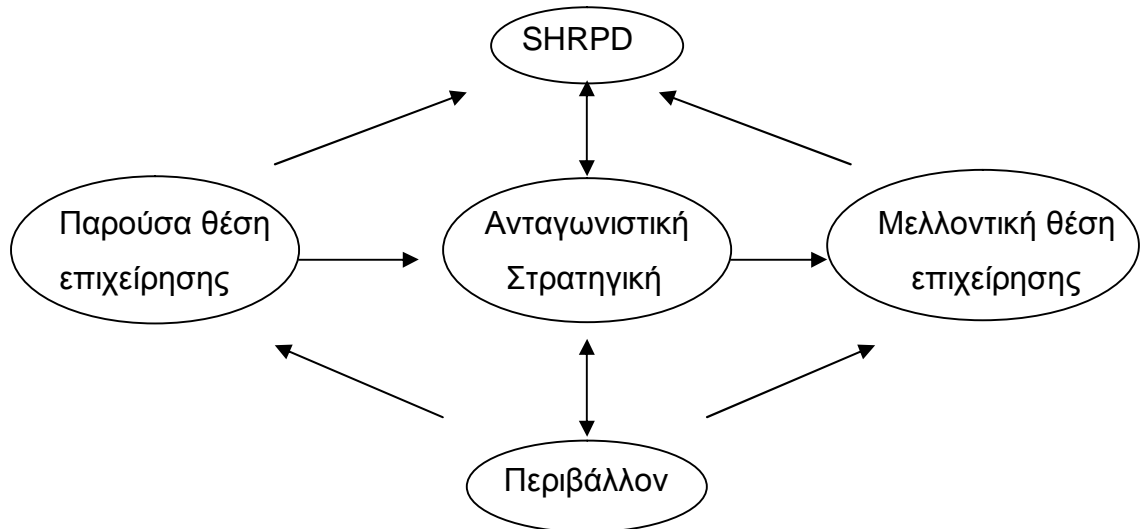 SHRPD
Παρούσα θέση
επιχείρησης
Ανταγωνιστική
Στρατηγική
Μελλοντική θέση
επιχείρησης
Περιβάλλον